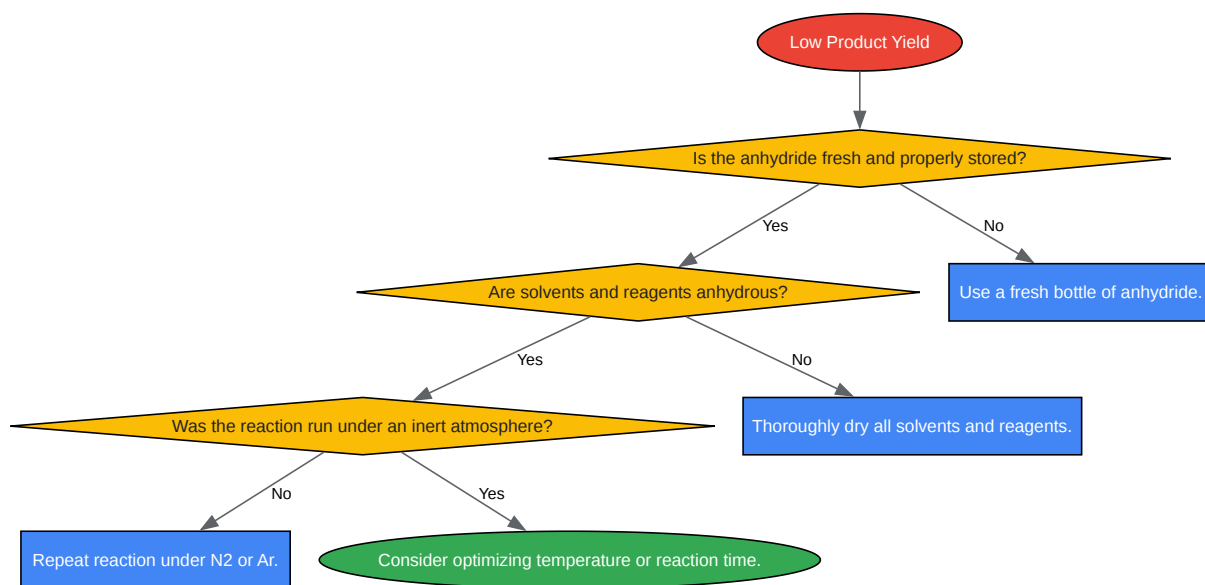 Low Product Yield
Is the anhydride fresh and properly stored?
Yes
No
Are solvents and reagents anhydrous?
Use a fresh bottle of anhydride.
Yes
No
Was the reaction run under an inert atmosphere?
Thoroughly dry all solvents and reagents.
No
Yes
Repeat reaction under N2 or Ar.
Consider optimizing temperature or reaction time.